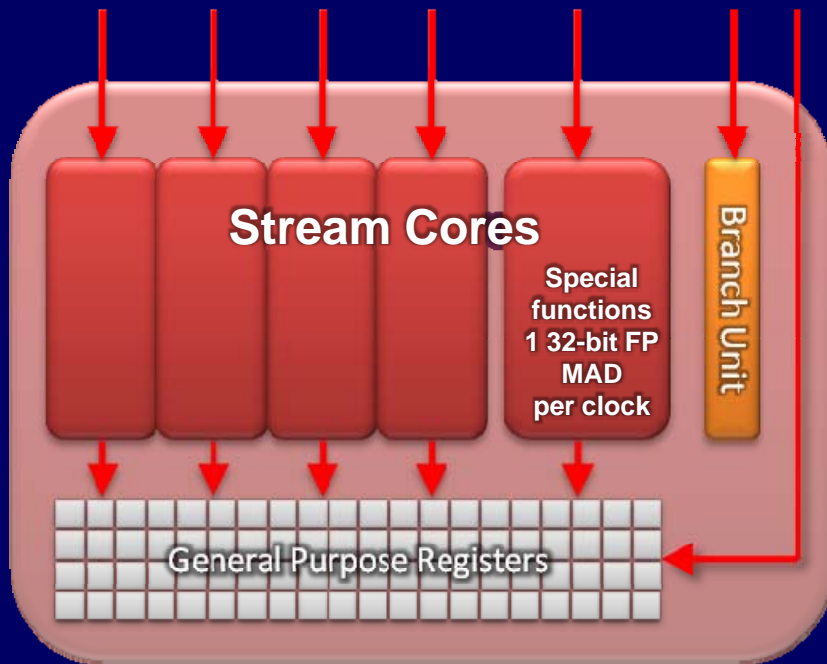 Stream Cores
Special
functions
1 32-bit FP
MAD
per clock
Branch Unit
General Purpose Registers